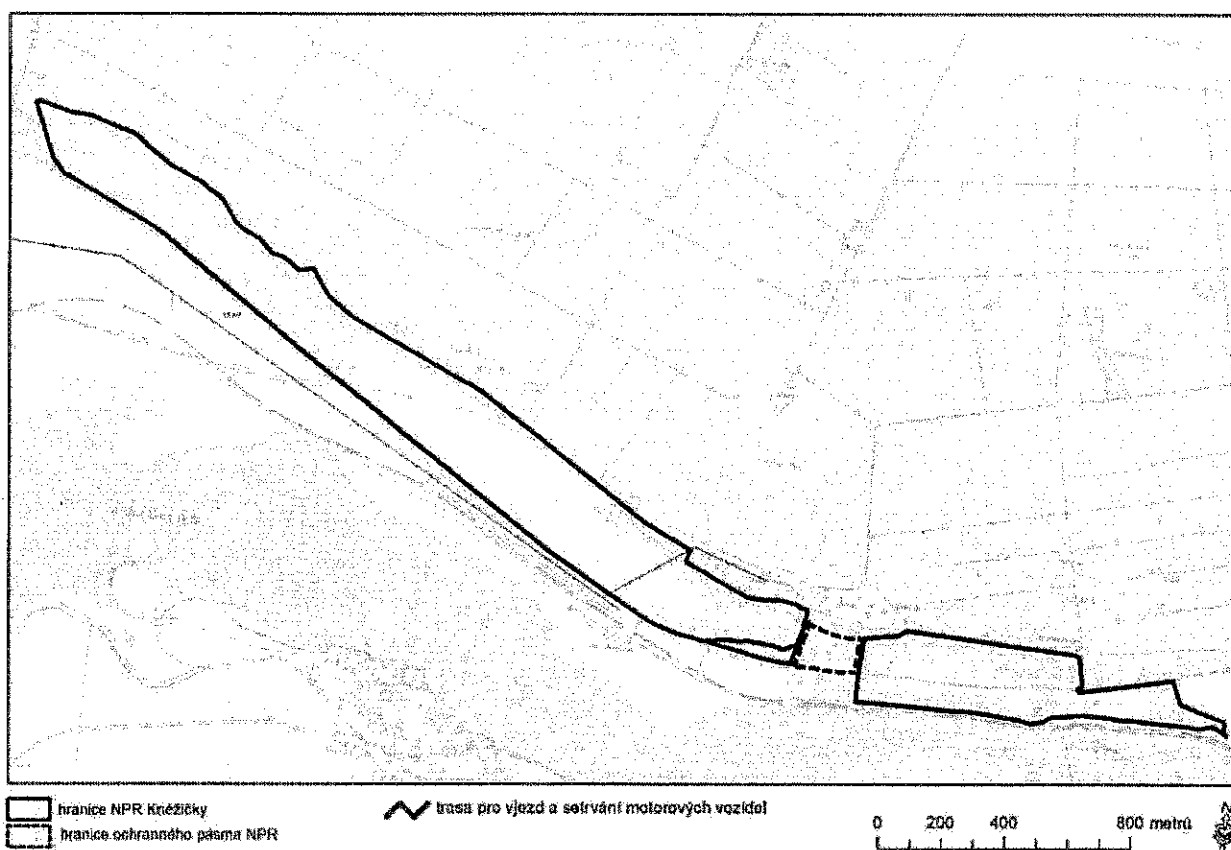 hranice NPR Kněžičky
trasa pro vjezd a setrvání motorových vozidel
hranice ochranného pásma NPR
0 200 400 800 metrů